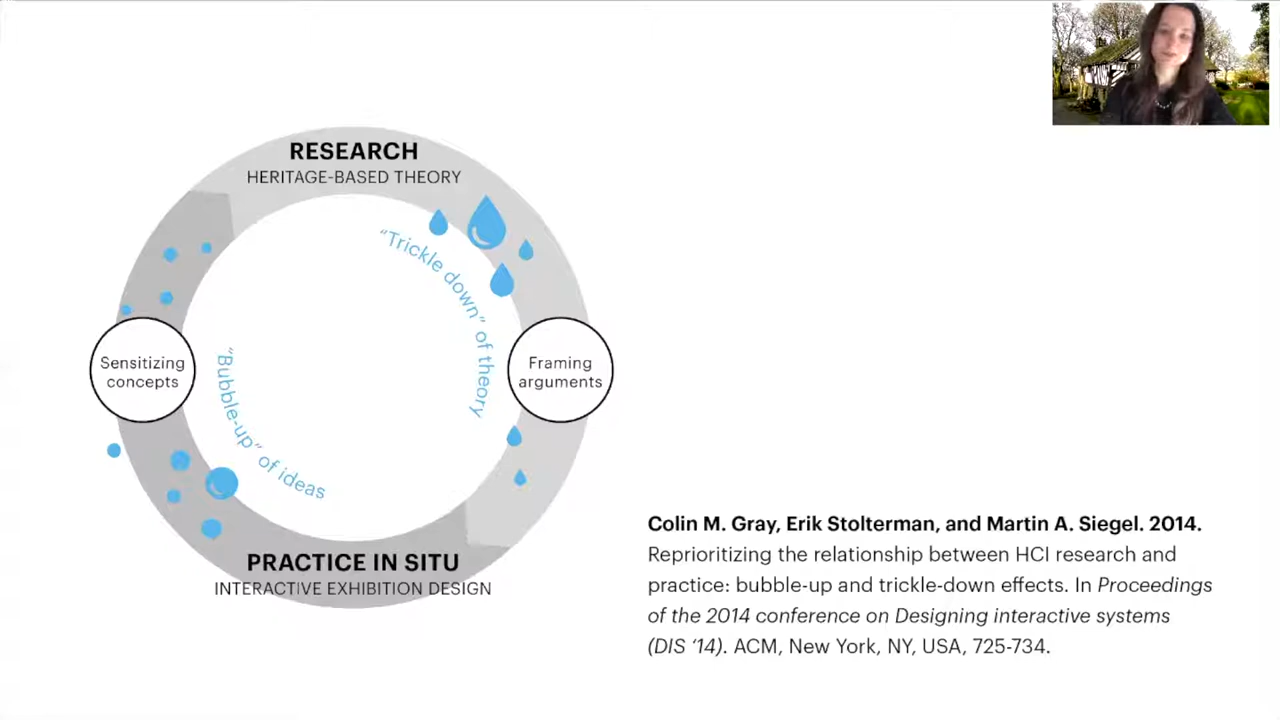 RESEARCH
HERITAGE-BASED THEORY
“Trickle down” of theory
Sensitizing
concepts
Framing
arguments
“Bubble-up” of ideas
PRACTICE IN SITU
INTERACTIVE EXHIBITION DESIGN
Colin M. Gray, Erik Stolterman, and Martin A. Siegel. 2014.
Reprioritizing the relationship between HCI research and
practice: bubble-up and trickle-down effects. In Proceedings
of the 2014 conference on Designing interactive systems
(DIS ‘14). ACM, New York, NY, USA, 725-734.